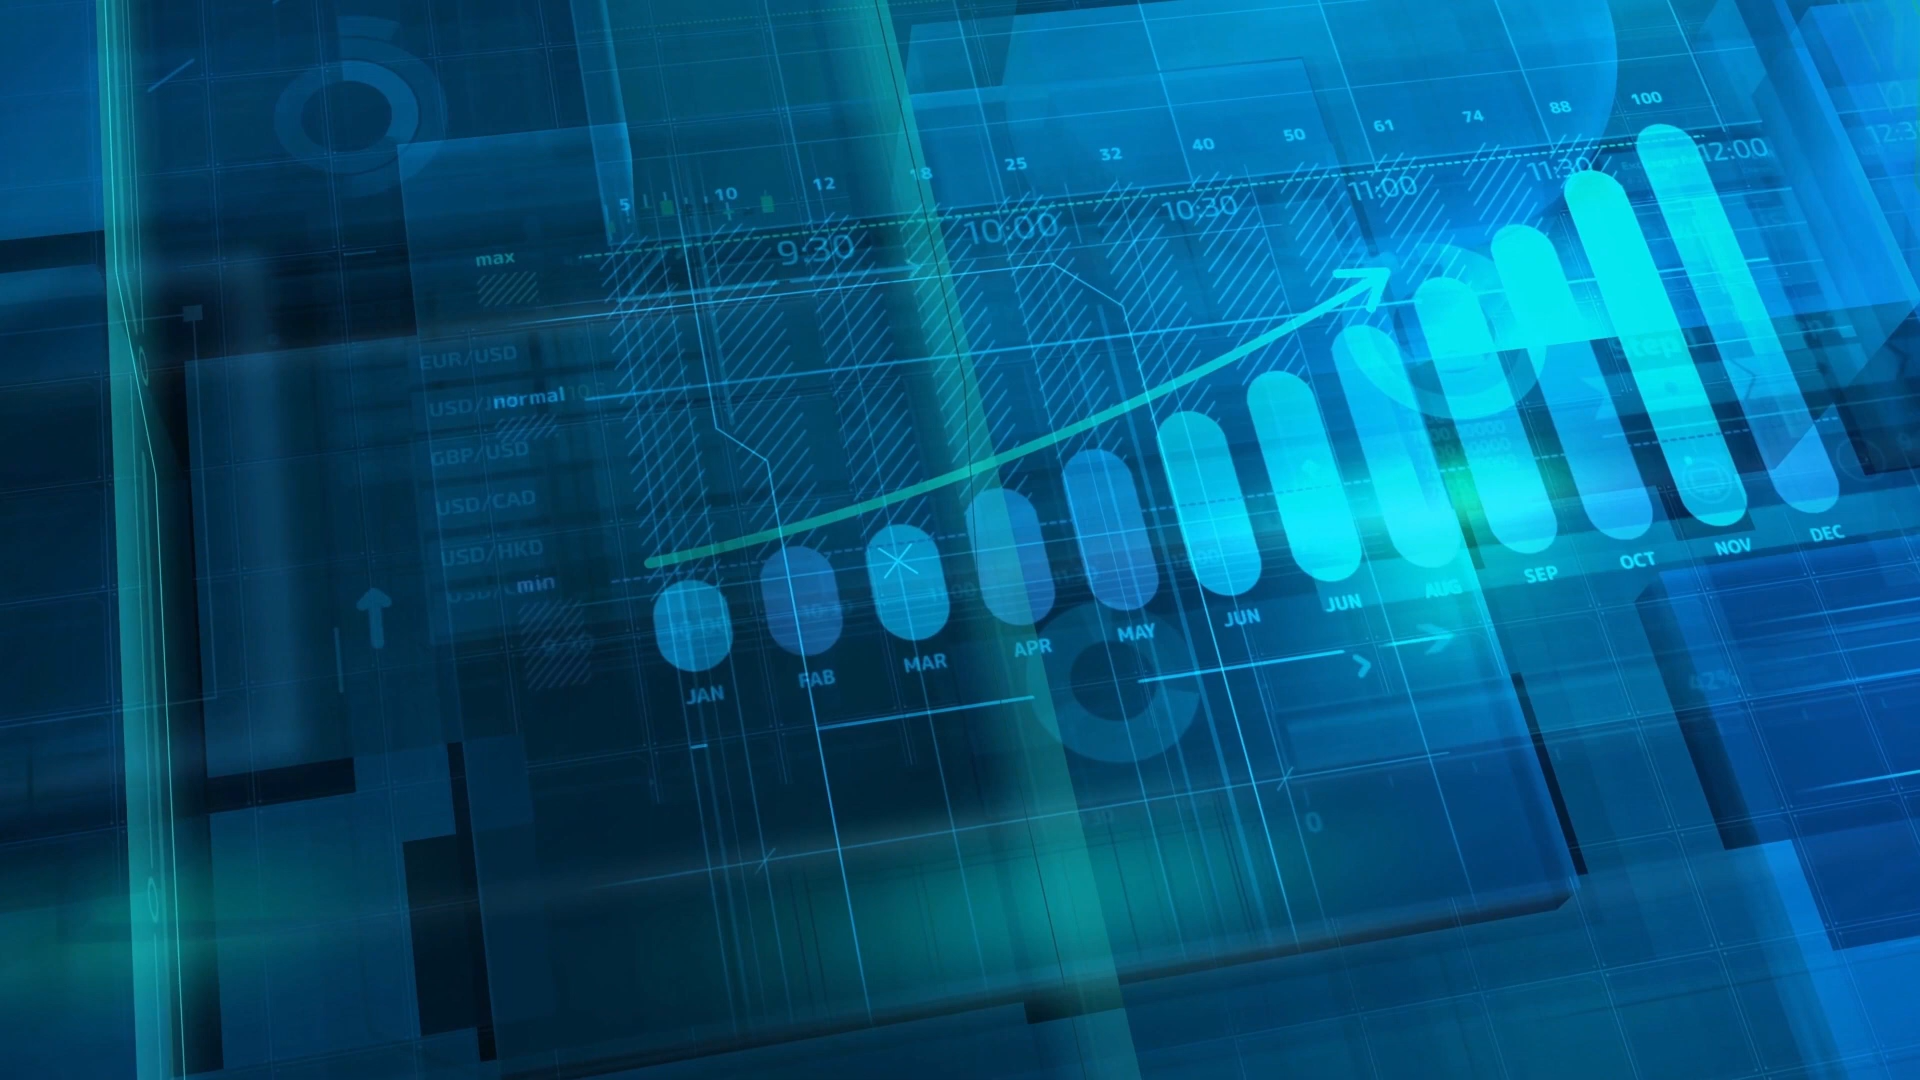 5 10 12 18 25 32 40 50 61 74 88 100
9:30 10:00 10:30 11:00 11:30 12:00
max
EUR/USD
normal
GBP/USD
USD/CAD
USD/HKD
min
JAN FAB MAR APR MAY JUN JUN AUG SEP OCT NOV DEC
42%
30 0